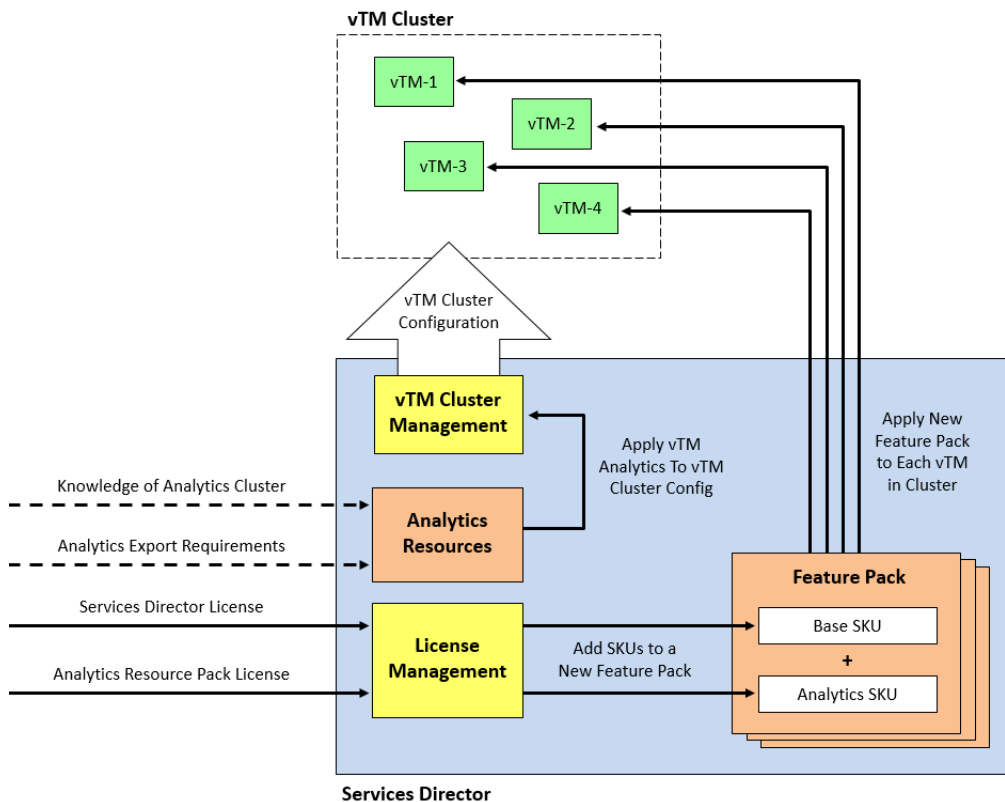 vTM Cluster
vTM-1
vTM-2
vTM-3
vTM-4
vTM Cluster
Configuration
vTM Cluster
Management
Apply vTM
Analytics To vTM
Cluster Config
Apply New
Feature Pack
to Each vTM
in Cluster
Knowledge of Analytics Cluster
Analytics Export Requirements
Analytics
Resources
Services Director License
Analytics Resource Pack License
License
Management
Add SKUs to a
New Feature Pack
Feature Pack
Base SKU
+
Analytics SKU
Services Director